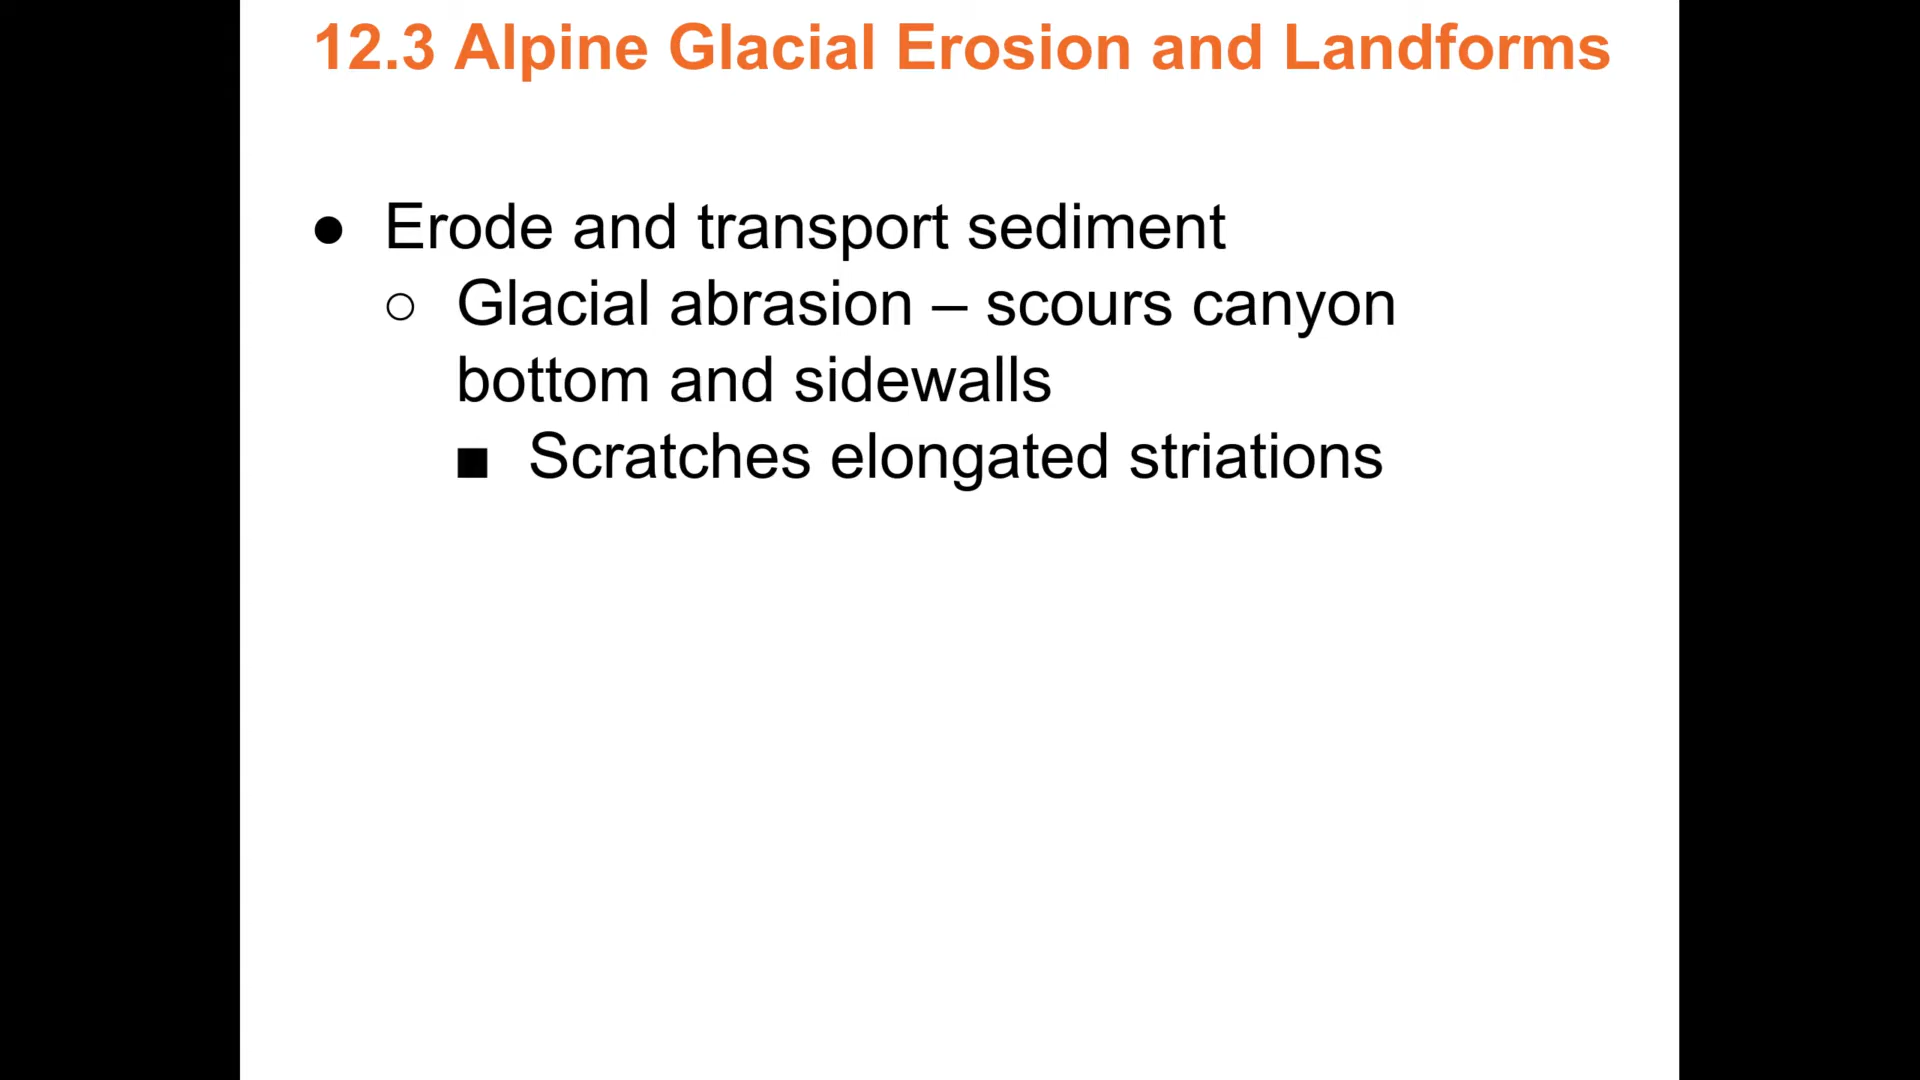 12.3 Alpine Glacial Erosion and Landforms
● Erode and transport sediment
○ Glacial abrasion – scours canyon
bottom and sidewalls
■ Scratches elongated striations